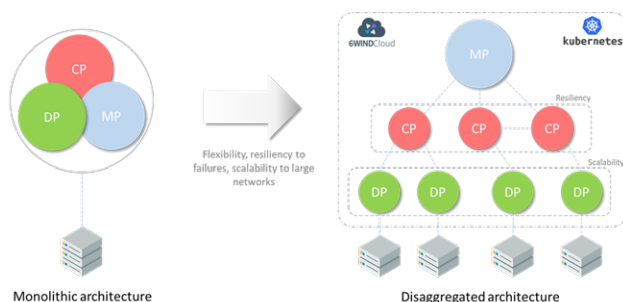 CP
DP
MP
Monolithic architecture
Flexibility, resiliency to
failures, scalability to large
networks
6WINDCloud
kubernetes
MP
Resiliency
CP
CP
CP
Scalability
DP
DP
DP
DP
Disaggregated architecture